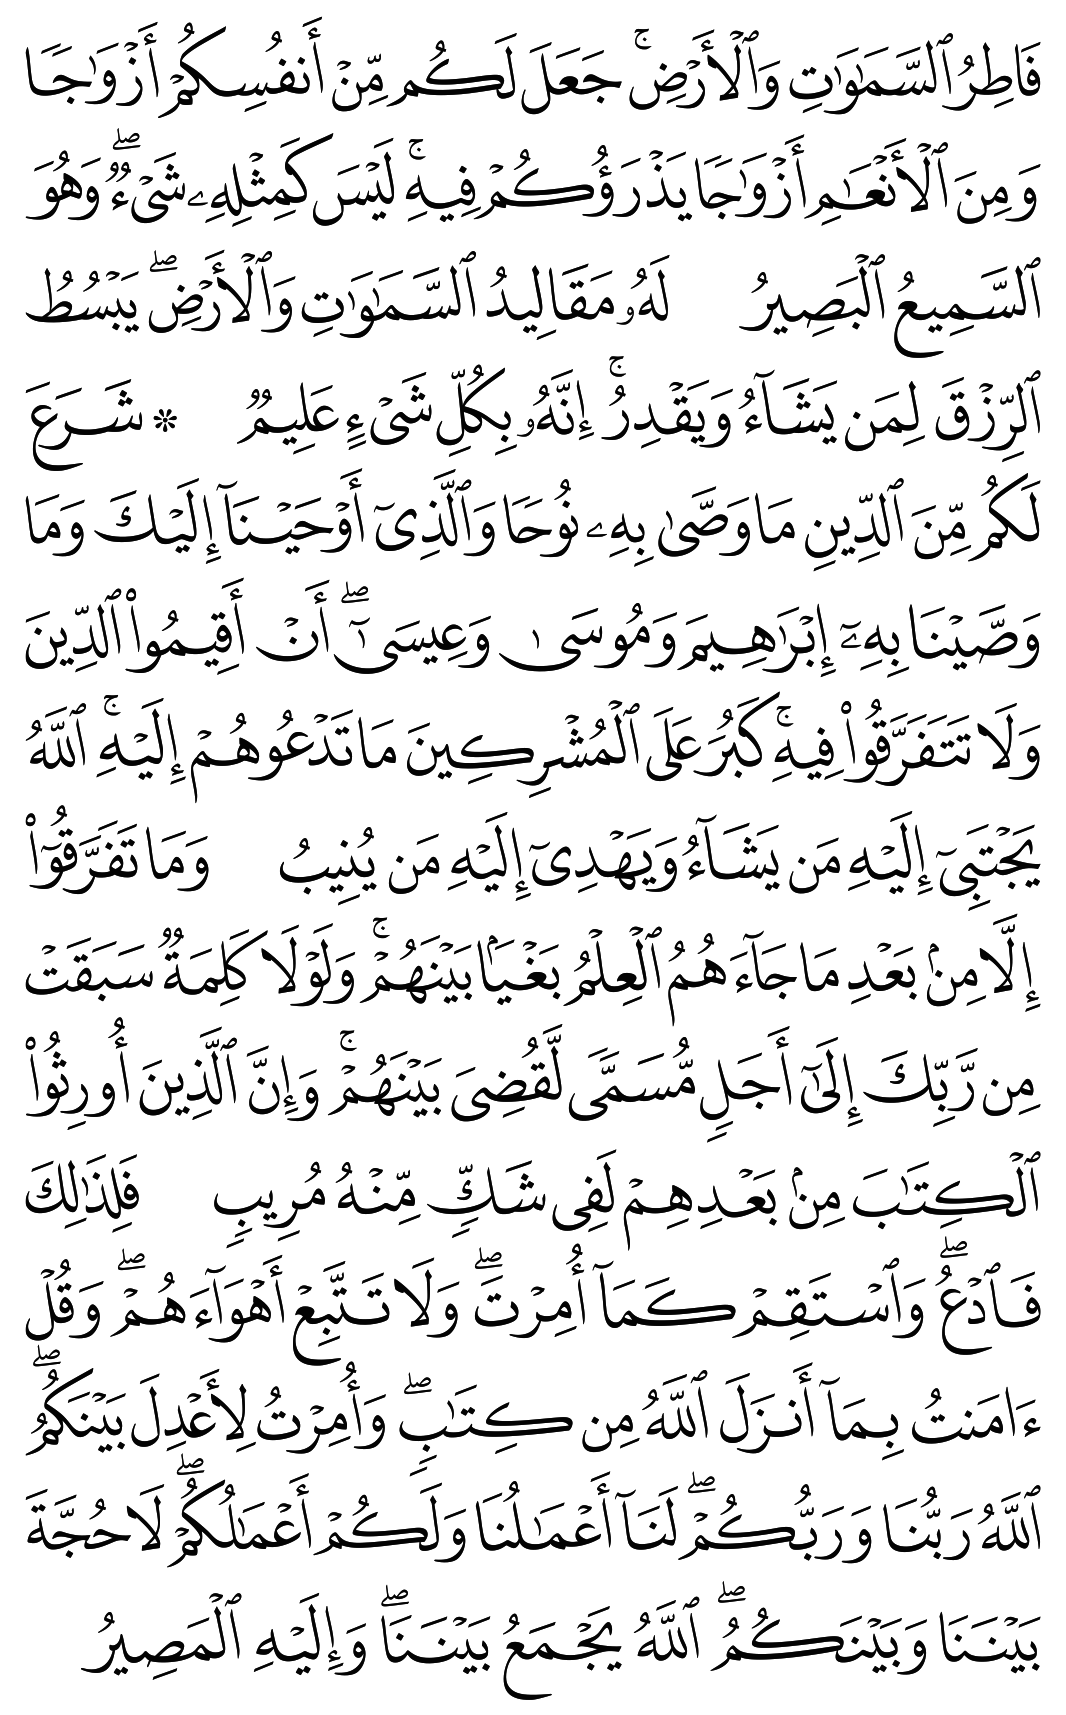 فَاطِرُ ٱلسَّمَٰوَٰتِ وَٱلْأَرْضِ ۚ جَعَلَ لَكُم مِّنْ أَنفُسِكُمْ أَزْوَٰجًا
وَمِنَ ٱلْأَنْعَٰمِ أَزْوَٰجًا يَذْرَؤُكُمْ فِيهِ ۚ لَيْسَ كَمِثْلِهِۦ شَىْءٌ ۖ وَهُوَ
ٱلسَّمِيعُ ٱلْبَصِيرُ لَهُۥ مَقَالِيدُ ٱلسَّمَٰوَٰتِ وَٱلْأَرْضِ ۖ يَبْسُطُ
ٱلرِّزْقَ لِمَن يَشَآءُ وَيَقْدِرُ ۚ إِنَّهُۥ بِكُلِّ شَىْءٍ عَلِيمٌ ۞ شَرَعَ
لَكُم مِّنَ ٱلدِّينِ مَا وَصَّىٰ بِهِۦ نُوحًا وَٱلَّذِىٓ أَوْحَيْنَآ إِلَيْكَ وَمَا
وَصَّيْنَا بِهِۦٓ إِبْرَٰهِيمَ وَمُوسَىٰ وَعِيسَىٰٓ ۖ أَنْ أَقِيمُوا۟ ٱلدِّينَ
وَلَا تَتَفَرَّقُوا۟ فِيهِ ۚ كَبُرَ عَلَى ٱلْمُشْرِكِينَ مَا تَدْعُوهُمْ إِلَيْهِ ۚ ٱللَّهُ
يَجْتَبِىٓ إِلَيْهِ مَن يَشَآءُ وَيَهْدِىٓ إِلَيْهِ مَن يُنِيبُ وَمَا تَفَرَّقُوٓا۟
إِلَّا مِنۢ بَعْدِ مَا جَآءَهُمُ ٱلْعِلْمُ بَغْيًۢا بَيْنَهُمْ ۚ وَلَوْلَا كَلِمَةٌ سَبَقَتْ
مِن رَّبِّكَ إِلَىٰٓ أَجَلٍ مُّسَمًّى لَّقُضِىَ بَيْنَهُمْ ۚ وَإِنَّ ٱلَّذِينَ أُورِثُوا۟
ٱلْكِتَٰبَ مِنۢ بَعْدِهِمْ لَفِى شَكٍّ مِّنْهُ مُرِيبٍ فَلِذَٰلِكَ
فَٱدْعُ ۖ وَٱسْتَقِمْ كَمَآ أُمِرْتَ ۖ وَلَا تَتَّبِعْ أَهْوَآءَهُمْ ۖ وَقُلْ
ءَامَنتُ بِمَآ أَنزَلَ ٱللَّهُ مِن كِتَٰبٍ ۖ وَأُمِرْتُ لِأَعْدِلَ بَيْنَكُمُ ۖ
ٱللَّهُ رَبُّنَا وَرَبُّكُمْ ۖ لَنَآ أَعْمَٰلُنَا وَلَكُمْ أَعْمَٰلُكُمْ ۖ لَا حُجَّةَ
بَيْنَنَا وَبَيْنَكُمُ ۖ ٱللَّهُ يَجْمَعُ بَيْنَنَا ۖ وَإِلَيْهِ ٱلْمَصِيرُ